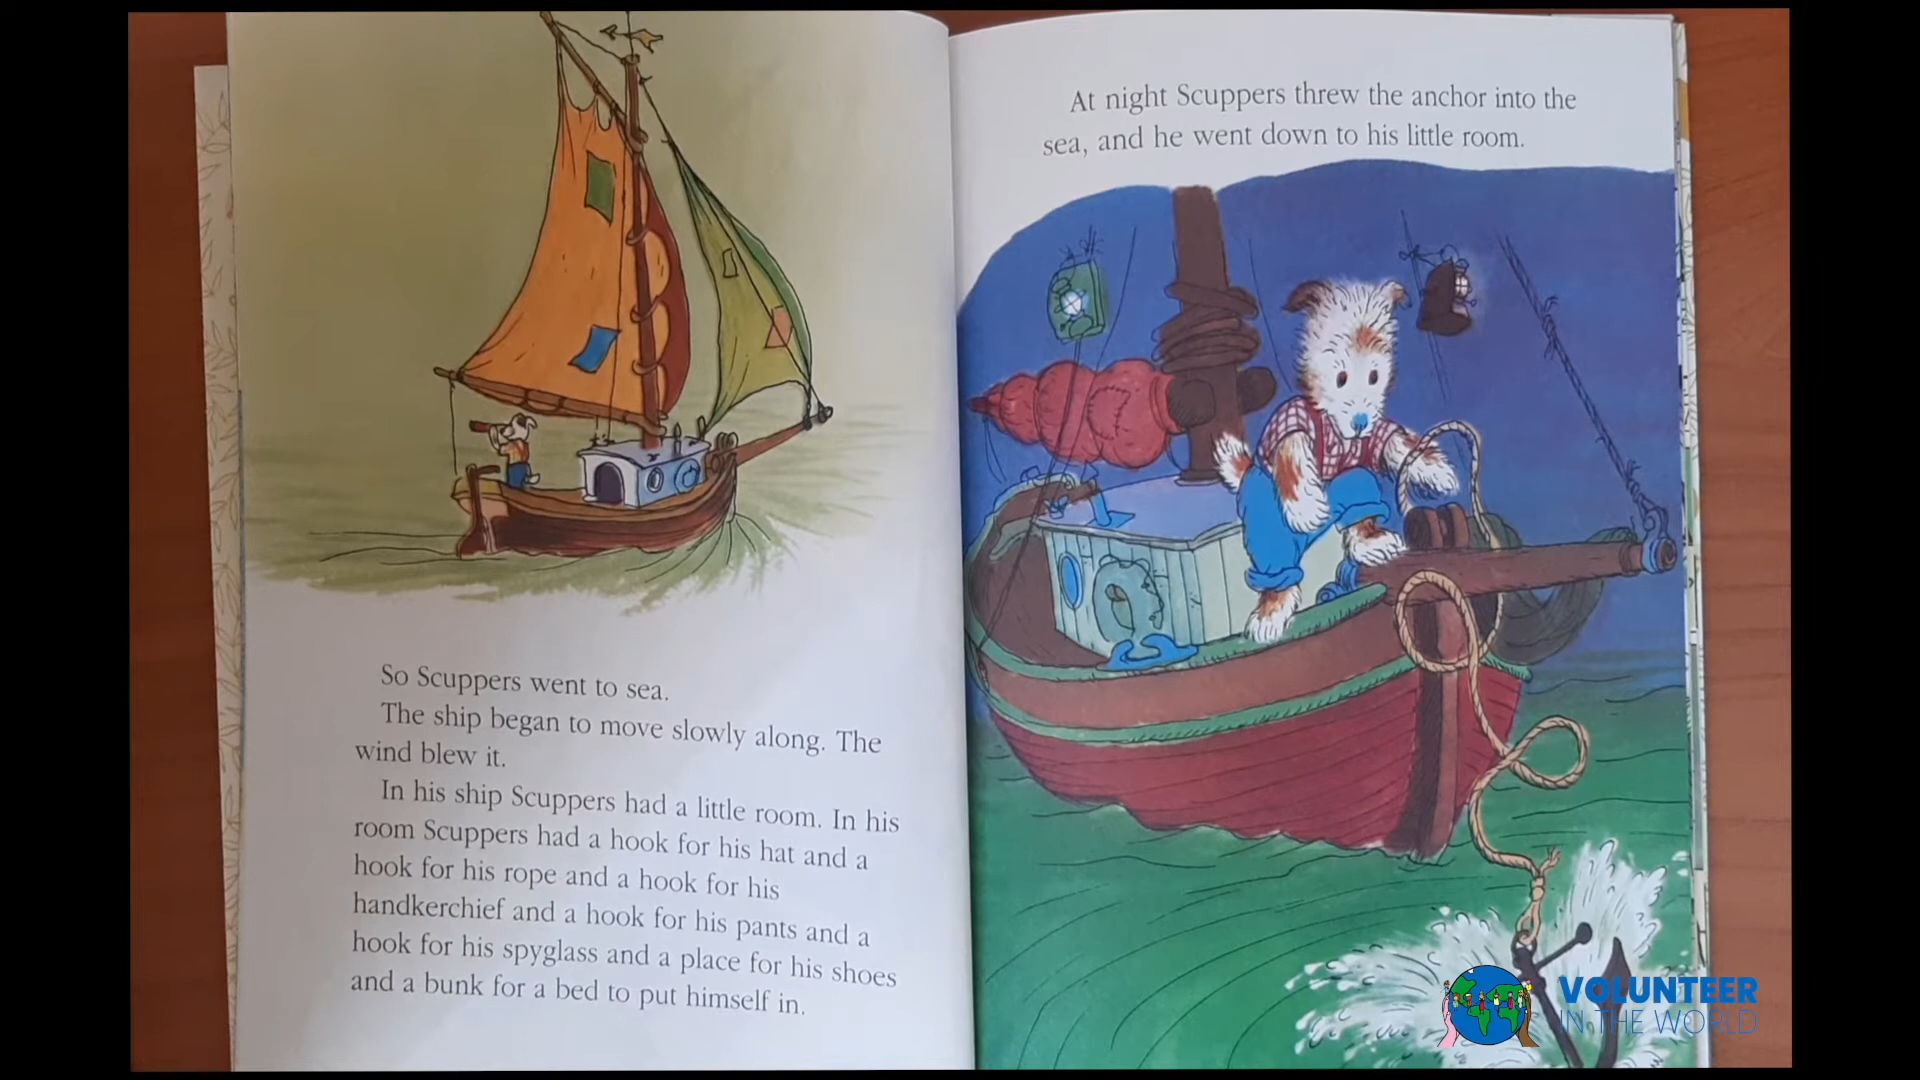 So Scuppers went to sea.
The ship began to move slowly along. The
wind blew it.
In his ship Scuppers had a little room. In his
room Scuppers had a hook for his hat and a
hook for his rope and a hook for his
handkerchief and a hook for his pants and a
hook for his spyglass and a place for his shoes
and a bunk for a bed to put himself in.
At night Scuppers threw the anchor into the
sea, and he went down to his little room.
VOLUNTEER
IN THE WORLD